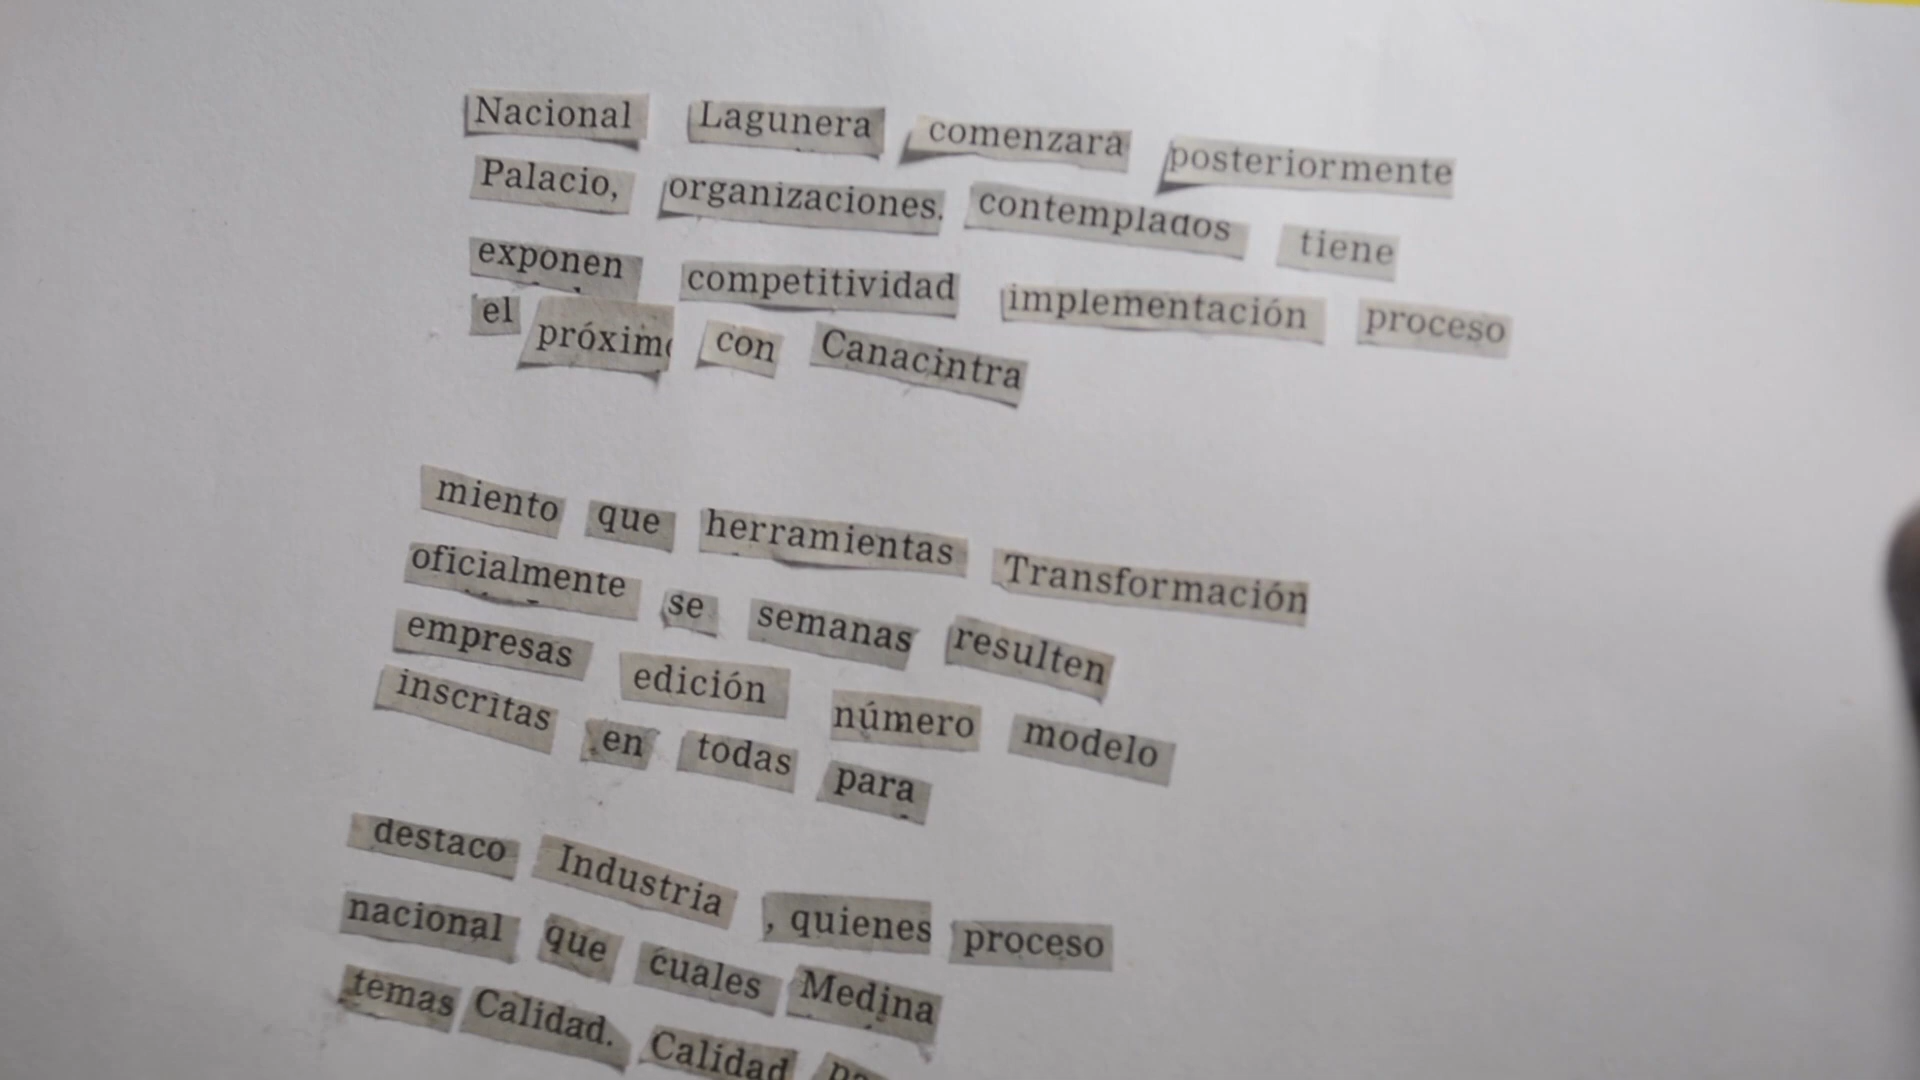 Nacional Lagunera comenzará posteriormente
Palacio, organizaciones. contemplados tiene
exponen competitividad implementación proceso
el próximo con Canacintra
miento que herramientas Transformación
oficialmente se semanas resulten
empresas edición número modelo
inscritas en todas para
destaco Industria , quienes proceso
nacional que cuales Medina
temas Calidad. Calidad